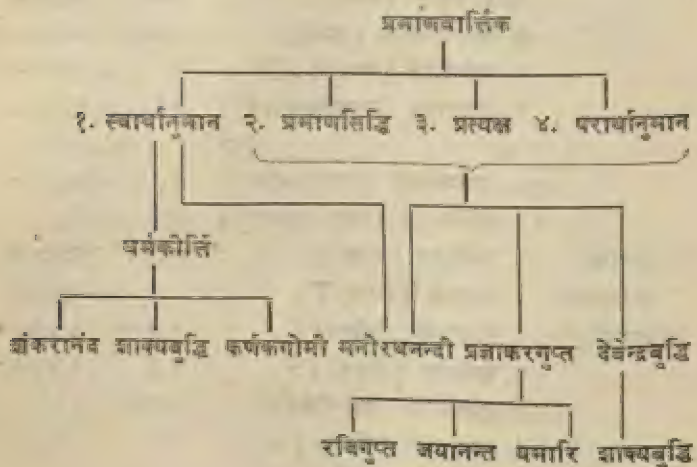 प्रमाणवार्त्तिक
१. स्वार्थानुमान २. प्रमाणसिद्धि ३. प्रत्यक्ष ४. परार्थानुमान
धर्मकीर्त्ति
शंकरानंद शाक्यबुद्धि कर्णकगोमी मनोरथनन्दी प्रज्ञाकरगुप्त देवेन्द्रबुद्धि
रविगुप्त जयानन्त यमारि शाक्यबुद्धि